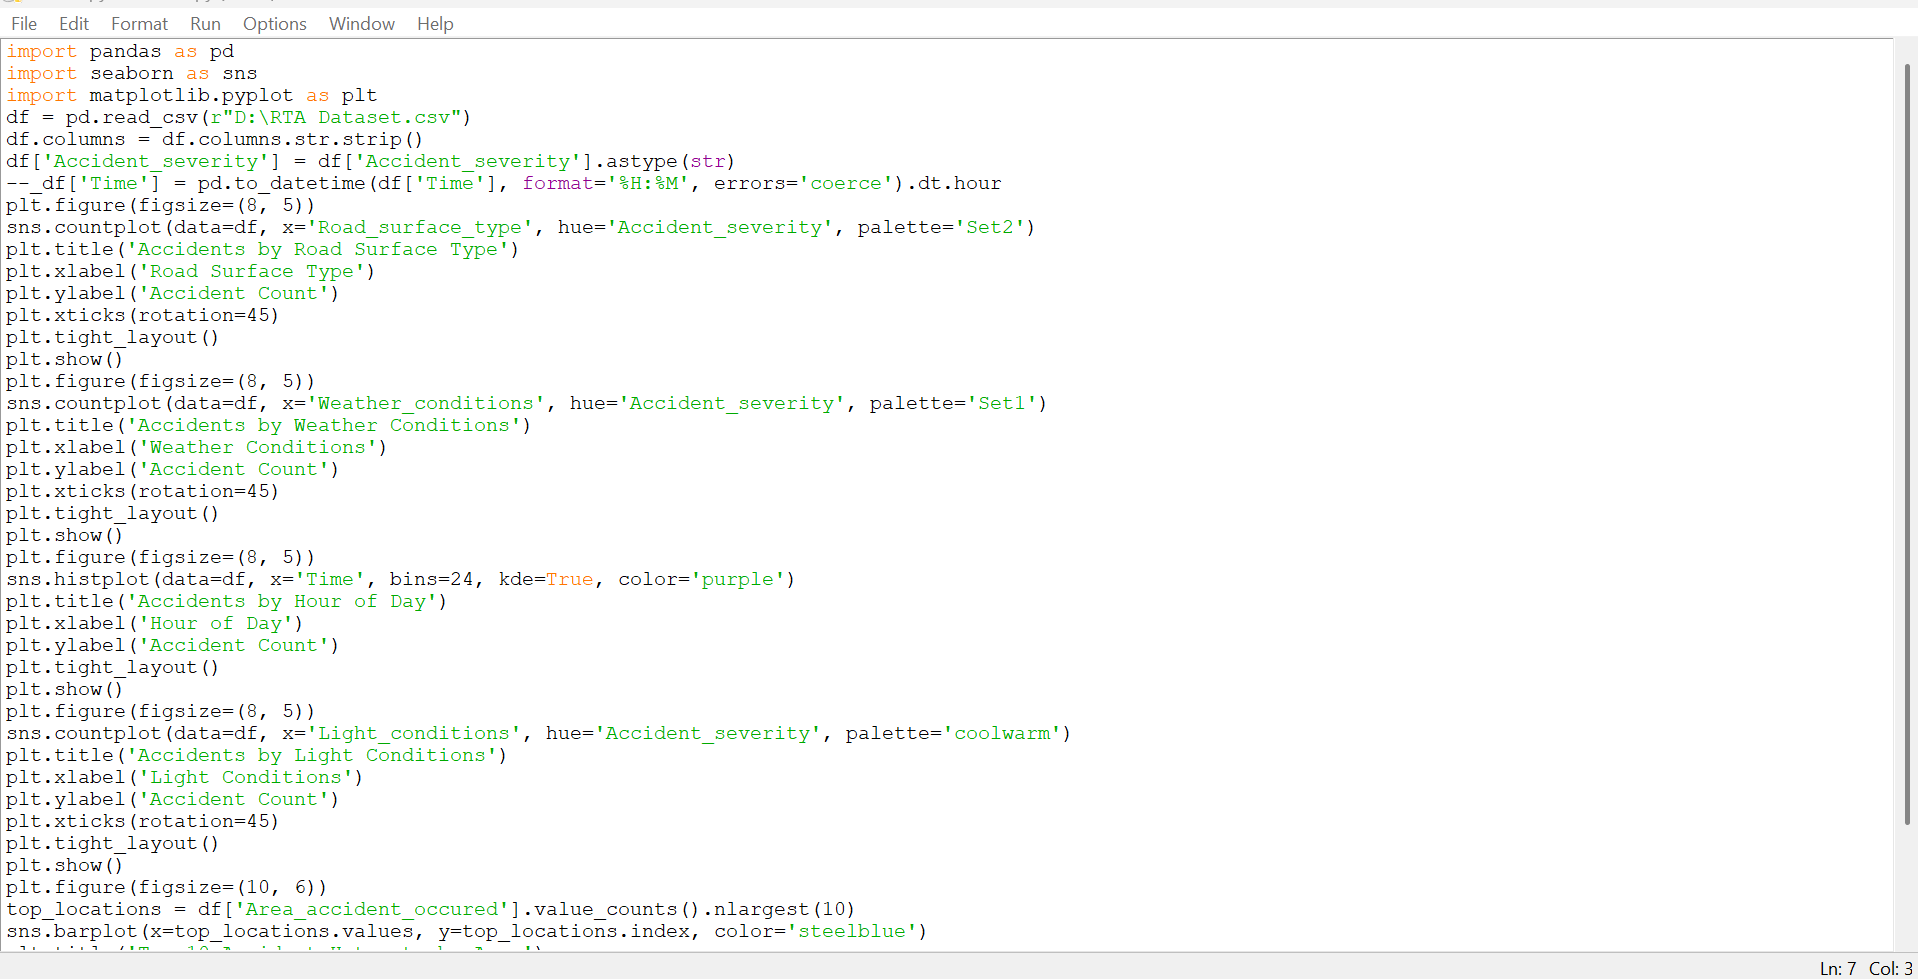 File Edit Format Run Options Window Help
import pandas as pd
import seaborn as sns
import matplotlib.pyplot as plt
df = pd.read_csv(r"D:\RTA Dataset.csv")
df.columns = df.columns.str.strip()
df['Accident_severity'] = df['Accident_severity'].astype(str)
--_df['Time'] = pd.to_datetime(df['Time'], format='%H:%M', errors='coerce').dt.hour
plt.figure(figsize=(8, 5))
sns.countplot(data=df, x='Road_surface_type', hue='Accident_severity', palette='Set2')
plt.title('Accidents by Road Surface Type')
plt.xlabel('Road Surface Type')
plt.ylabel('Accident Count')
plt.xticks(rotation=45)
plt.tight_layout()
plt.show()
plt.figure(figsize=(8, 5))
sns.countplot(data=df, x='Weather_conditions', hue='Accident_severity', palette='Set1')
plt.title('Accidents by Weather Conditions')
plt.xlabel('Weather Conditions')
plt.ylabel('Accident Count')
plt.xticks(rotation=45)
plt.tight_layout()
plt.show()
plt.figure(figsize=(8, 5))
sns.histplot(data=df, x='Time', bins=24, kde=True, color='purple')
plt.title('Accidents by Hour of Day')
plt.xlabel('Hour of Day')
plt.ylabel('Accident Count')
plt.tight_layout()
plt.show()
plt.figure(figsize=(8, 5))
sns.countplot(data=df, x='Light_conditions', hue='Accident_severity', palette='coolwarm')
plt.title('Accidents by Light Conditions')
plt.xlabel('Light Conditions')
plt.ylabel('Accident Count')
plt.xticks(rotation=45)
plt.tight_layout()
plt.show()
plt.figure(figsize=(10, 6))
top_locations = df['Area_accident_occured'].value_counts().nlargest(10)
sns.barplot(x=top_locations.values, y=top_locations.index, color='steelblue')
Ln: 7 Col: 3